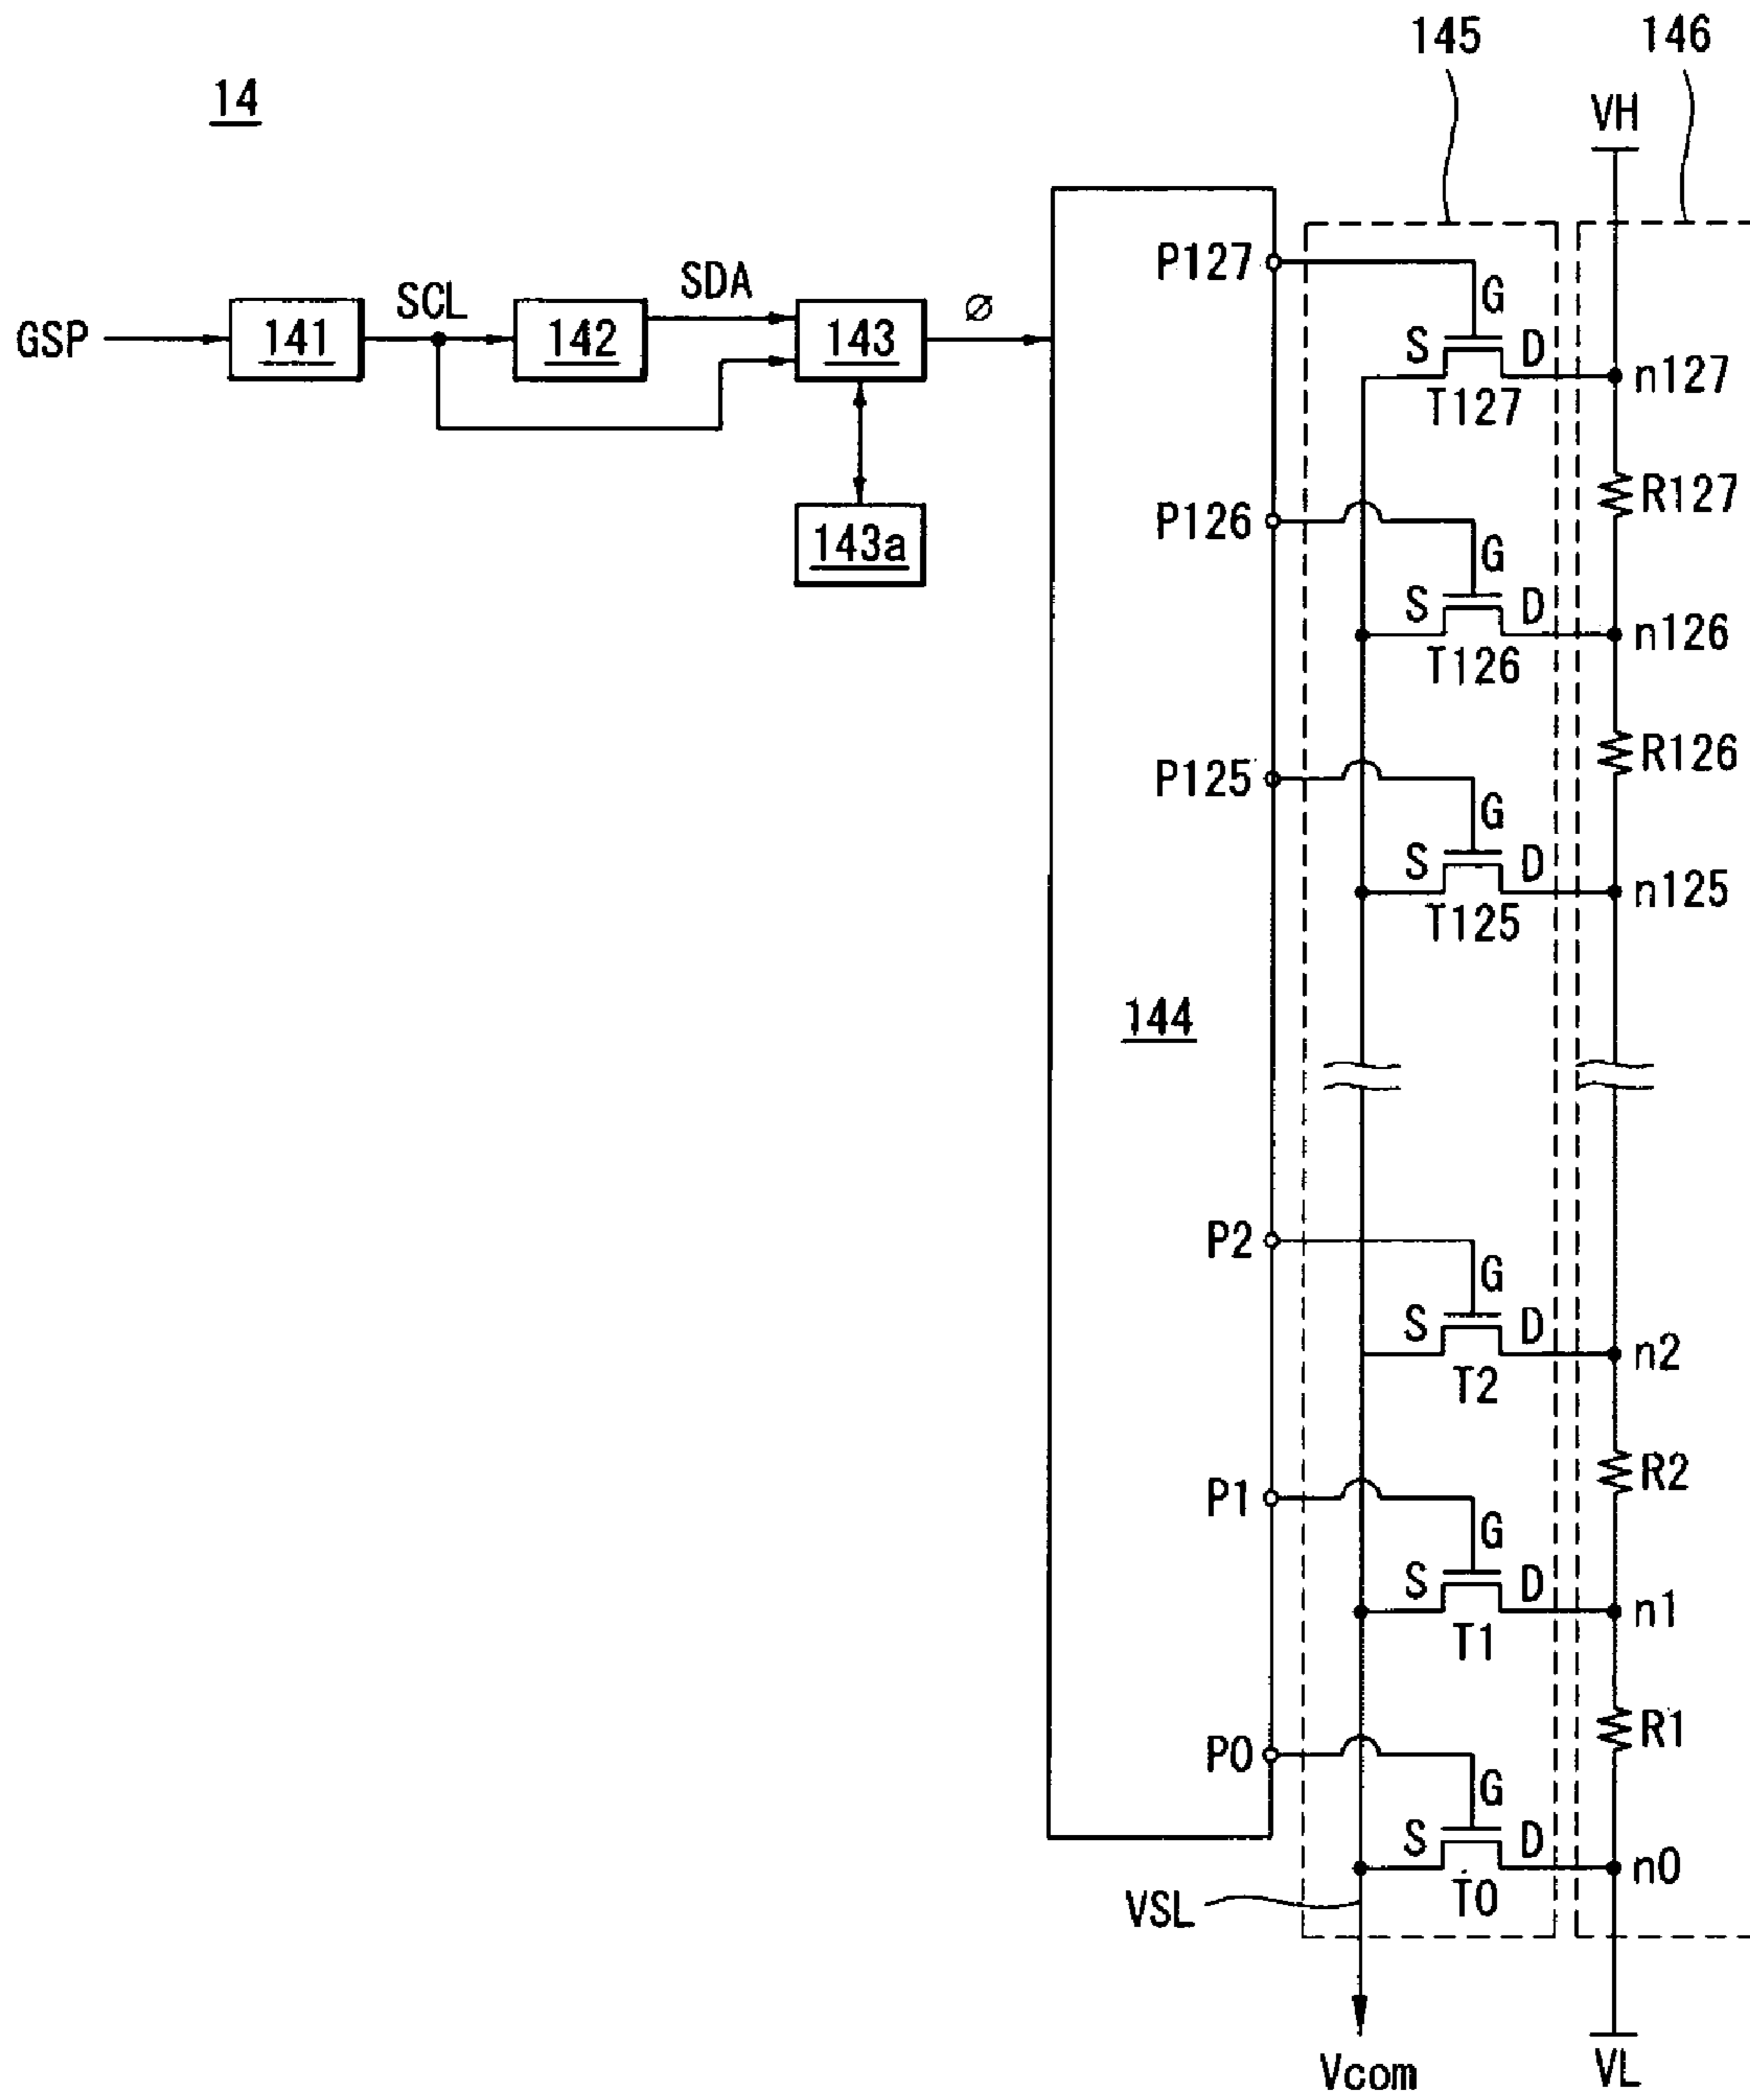 145 146
14
VH
P127
G
SCL SDA ∅
GSP 141 142 143
S D
n127
T127
R127
P126
143a
G
S D
n126
T126
P125
R126
G
S D
n125
T125
144
P2
G
S D
n2
T2
R2
P1
G
S D
n1
T1
R1
P0
G
S D
n0
T0
VSL
Vcom VL